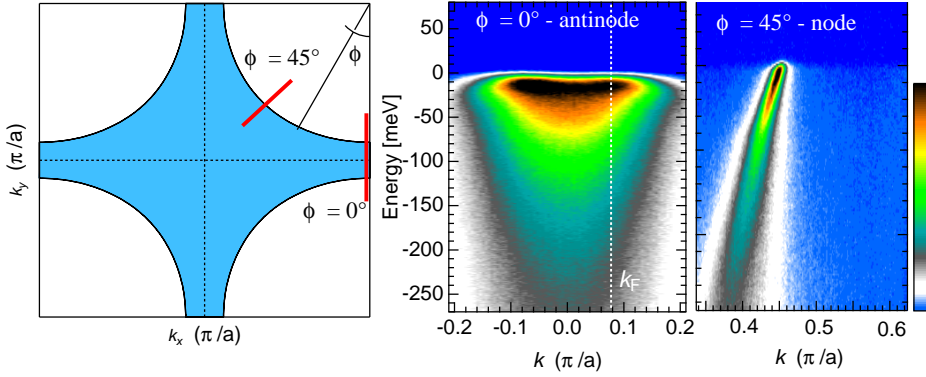 ϕ = 45°
ϕ
ϕ = 0°
k_y (π/a)
k_x (π/a)
ϕ = 0° - antinode
k_F
50
0
-50
-100
-150
-200
-250
Energy [meV]
-0.2 -0.1 0.0 0.1 0.2
k (π/a)
ϕ = 45° - node
0.4 0.5 0.6
k (π/a)